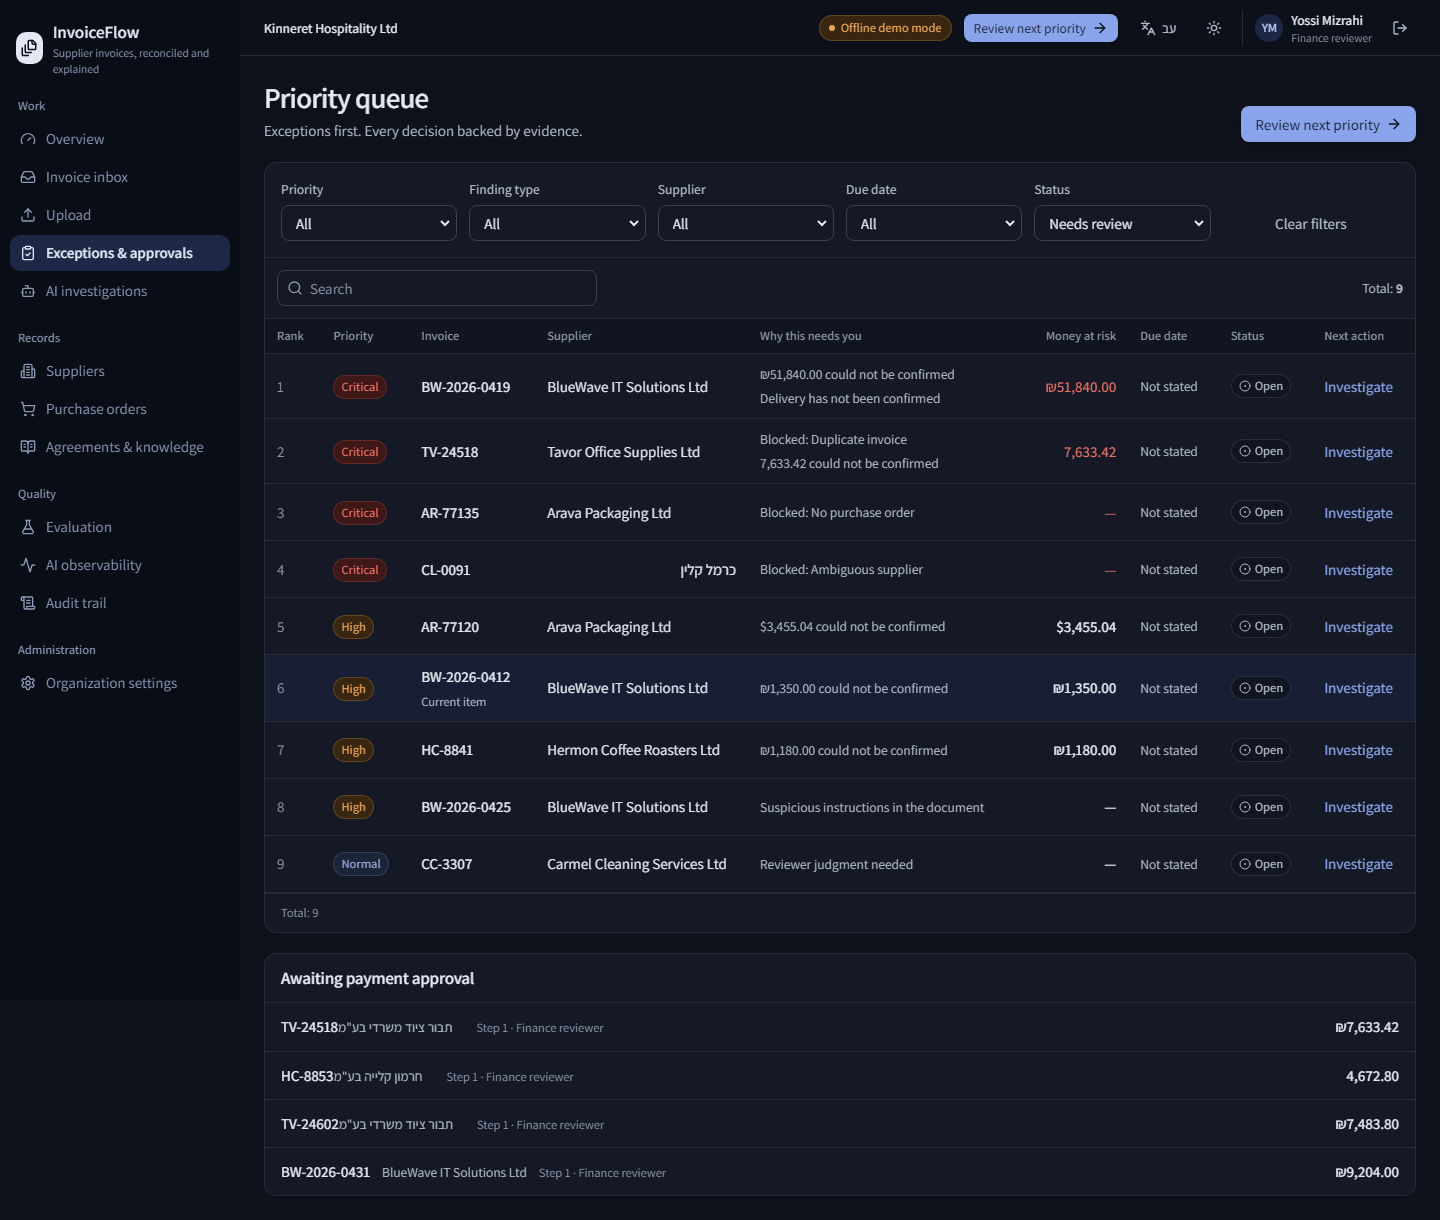 InvoiceFlow
Supplier invoices, reconciled and
explained
Work
Overview
Invoice inbox
Upload
Exceptions & approvals
AI investigations
Records
Suppliers
Purchase orders
Agreements & knowledge
Quality
Evaluation
AI observability
Audit trail
Administration
Organization settings
Kinneret Hospitality Ltd
Offline demo mode
Review next priority
עב
YM
Yossi Mizrahi
Finance reviewer
Priority queue
Exceptions first. Every decision backed by evidence.
Review next priority
Priority Finding type Supplier Due date Status
All All All All Needs review Clear filters
Search
Total: 9
Rank Priority Invoice Supplier Why this needs you Money at risk Due date Status Next action
1 Critical BW-2026-0419 BlueWave IT Solutions Ltd ₪51,840.00 could not be confirmed
Delivery has not been confirmed ₪51,840.00 Not stated Open Investigate
2 Critical TV-24518 Tavor Office Supplies Ltd Blocked: Duplicate invoice
7,633.42 could not be confirmed 7,633.42 Not stated Open Investigate
3 Critical AR-77135 Arava Packaging Ltd Blocked: No purchase order — Not stated Open Investigate
4 Critical CL-0091 כרמל קלין Blocked: Ambiguous supplier — Not stated Open Investigate
5 High AR-77120 Arava Packaging Ltd $3,455.04 could not be confirmed $3,455.04 Not stated Open Investigate
6 High BW-2026-0412 BlueWave IT Solutions Ltd ₪1,350.00 could not be confirmed ₪1,350.00 Not stated Open Investigate
Current item
7 High HC-8841 Hermon Coffee Roasters Ltd ₪1,180.00 could not be confirmed ₪1,180.00 Not stated Open Investigate
8 High BW-2026-0425 BlueWave IT Solutions Ltd Suspicious instructions in the document — Not stated Open Investigate
9 Normal CC-3307 Carmel Cleaning Services Ltd Reviewer judgment needed — Not stated Open Investigate
Total: 9
Awaiting payment approval
TV-24518 תבור ציוד משרדי בע"מ Step 1 · Finance reviewer ₪7,633.42
HC-8853 חרמון קלייה בע"מ Step 1 · Finance reviewer 4,672.80
TV-24602 תבור ציוד משרדי בע"מ Step 1 · Finance reviewer ₪7,483.80
BW-2026-0431 BlueWave IT Solutions Ltd Step 1 · Finance reviewer ₪9,204.00